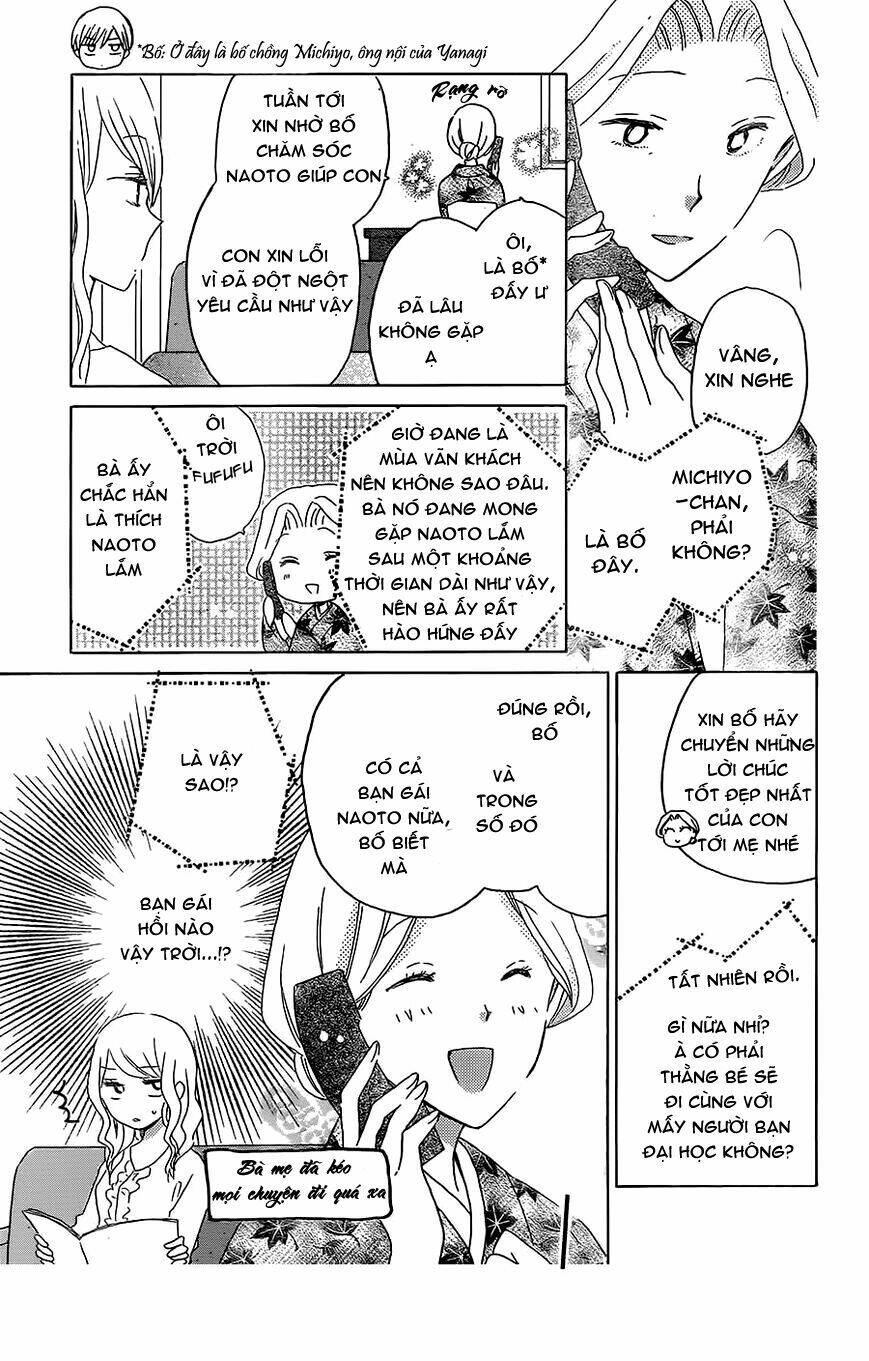 *Bố: Ở đây là bố chồng Michiyo, ông nội của Yanagi
VÂNG,
XIN NGHE
MICHIYO
-CHAN,
PHẢI
KHÔNG?
LÀ BỐ
ĐÂY.
Rạng rỡ
ÔI,
LÀ BỐ*
ĐẤY Ư
ĐÃ LÂU
KHÔNG GẶP
Ạ
TUẦN TỚI
XIN NHỜ BỐ
CHĂM SÓC
NAOTO GIÚP CON
CON XIN LỖI
VÌ ĐÃ ĐỘT NGỘT
YÊU CẦU NHƯ VẬY
GIỜ ĐANG LÀ
MÙA VÃN KHÁCH
NÊN KHÔNG SAO ĐÂU.
BÀ NÓ ĐANG MONG
GẶP NAOTO LẮM
SAU MỘT KHOẢNG
THỜI GIAN DÀI NHƯ VẬY,
NÊN BÀ ẤY RẤT
HÀO HỨNG ĐẤY
ÔI
TRỜI
FUFUFU
BÀ ẤY
CHẮC HẲN
LÀ THÍCH
NAOTO
LẮM
XIN BỐ HÃY
CHUYỂN NHỮNG
LỜI CHÚC
TỐT ĐẸP NHẤT
CỦA CON
TỚI MẸ NHÉ
TẤT NHIÊN RỒI.
GÌ NỮA NHỈ?
À CÓ PHẢI
THẰNG BÉ SẼ
ĐI CÙNG VỚI
MẤY NGƯỜI BẠN
ĐẠI HỌC KHÔNG?
ĐÚNG RỒI,
BỐ
VÀ
TRONG
SỐ ĐÓ
CÓ CẢ
BẠN GÁI
NAOTO NỮA,
BỐ BIẾT
MÀ
LÀ VẬY
SAO!?
BẠN GÁI
HỒI NÀO
VẬY TRỜI...!?
Bà mẹ đã kéo
mọi chuyện đi quá xa